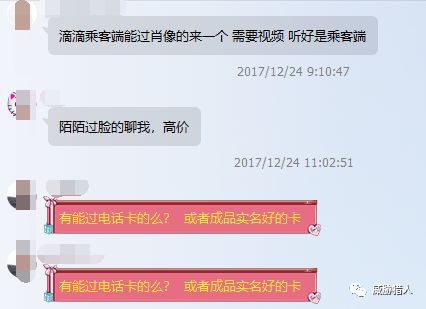 滴滴乘客端能过肖像的来一个 需要视频 听好是乘客端
2017/12/24 9:10:47
陌陌过脸的聊我，高价
2017/12/24 11:02:51
有能过电话卡的么？ 或者成品实名好的卡
有能过电话卡的么？ 或者成品实名好的卡
威胁猎人